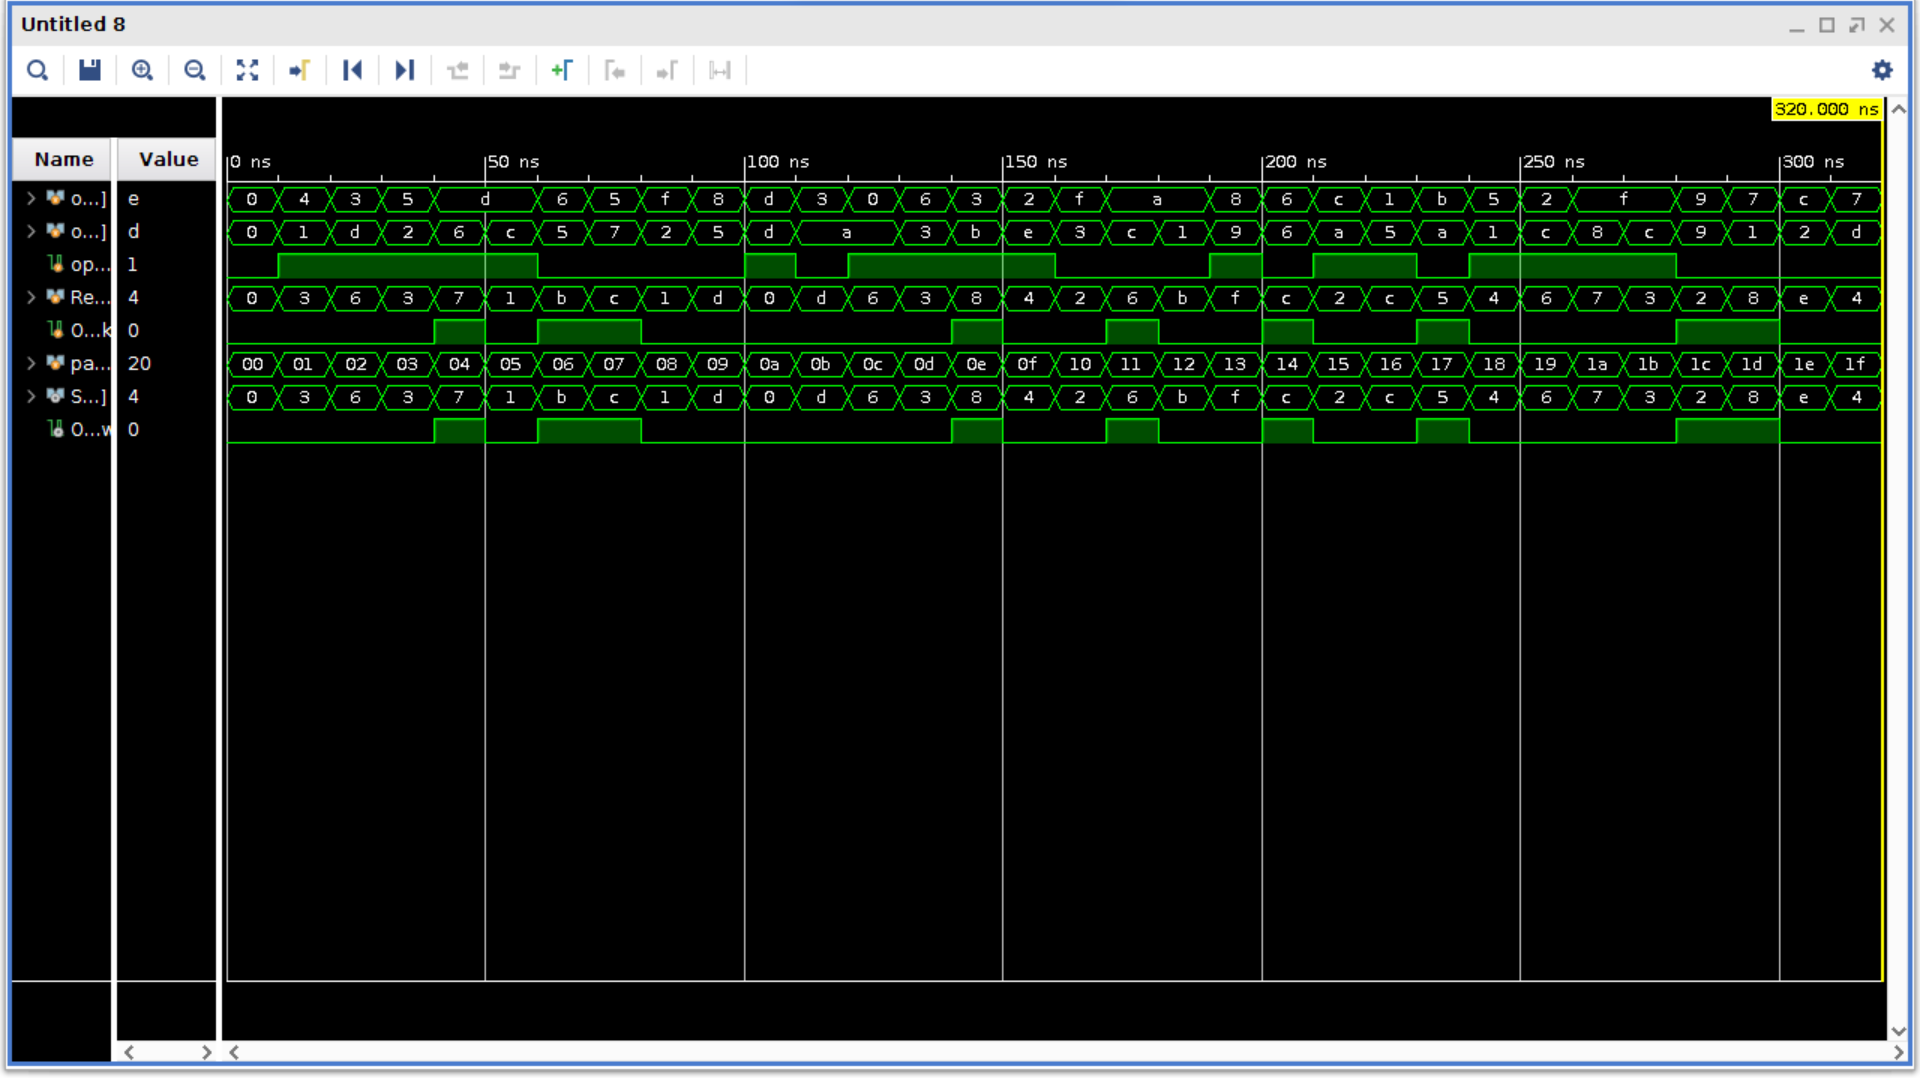 Untitled 8
320.000 ns
Name Value 0 ns 50 ns 100 ns 150 ns 200 ns 250 ns 300 ns
o...] e 0 4 3 5 d 6 5 f 8 d 3 0 6 3 2 f a 8 6 c 1 b 5 2 f 9 7 c 7
o...] d 0 1 d 2 6 c 5 7 2 5 d a 3 b e 3 c 1 9 6 a 5 a 1 c 8 c 9 1 2 d
op... 1
Re... 4 0 3 6 3 7 1 b c 1 d 0 d 6 3 8 4 2 6 b f c 2 c 5 4 6 7 3 2 8 e 4
O...k 0
pa... 20 00 01 02 03 04 05 06 07 08 09 0a 0b 0c 0d 0e 0f 10 11 12 13 14 15 16 17 18 19 1a 1b 1c 1d 1e 1f
S...] 4 0 3 6 3 7 1 b c 1 d 0 d 6 3 8 4 2 6 b f c 2 c 5 4 6 7 3 2 8 e 4
O...w 0